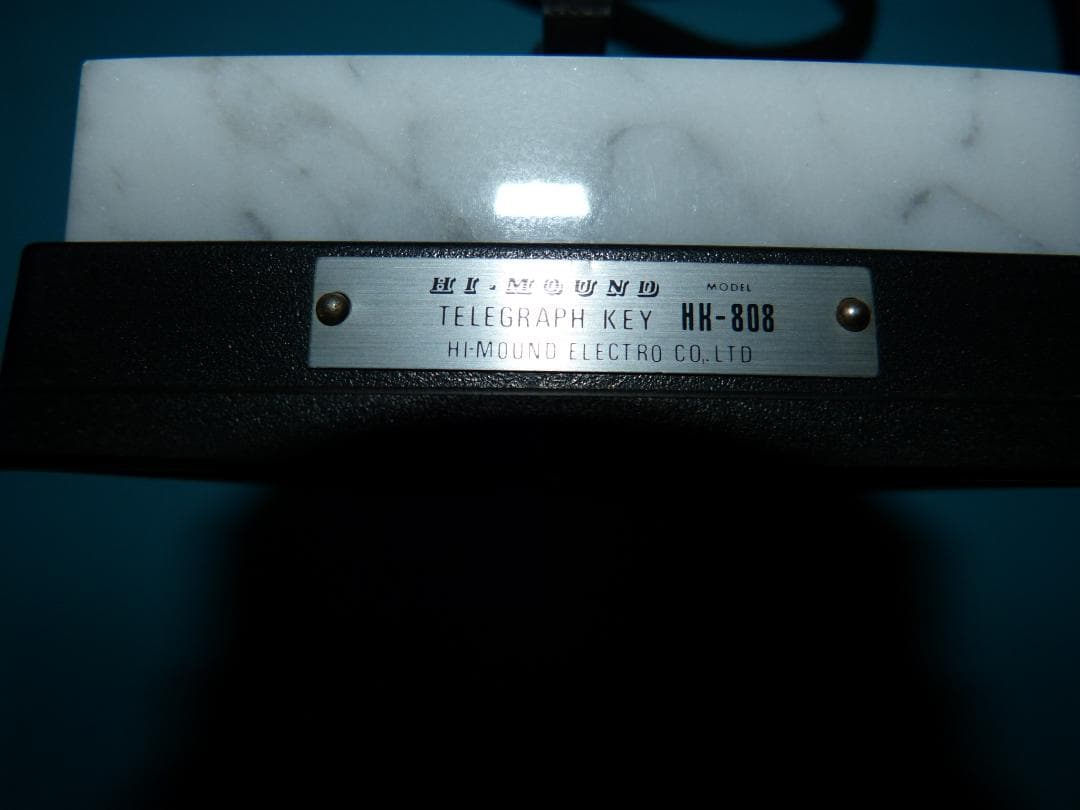 HI-MOUND MODEL
TELEGRAPH KEY HK-808
HI-MOUND ELECTRO CO,.LTD